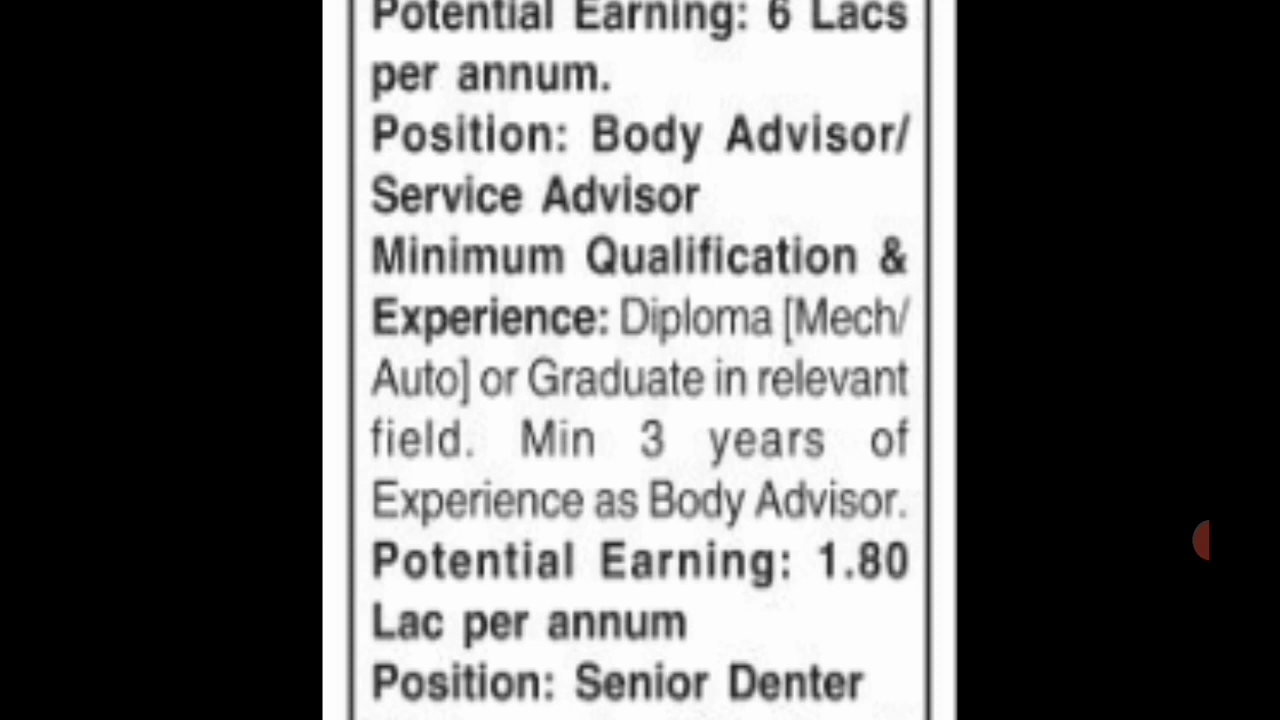 Potential Earning: 6 Lacs
per annum.
Position: Body Advisor/
Service Advisor
Minimum Qualification &
Experience: Diploma [Mech/
Auto] or Graduate in relevant
field. Min 3 years of
Experience as Body Advisor.
Potential Earning: 1.80
Lac per annum
Position: Senior Denter